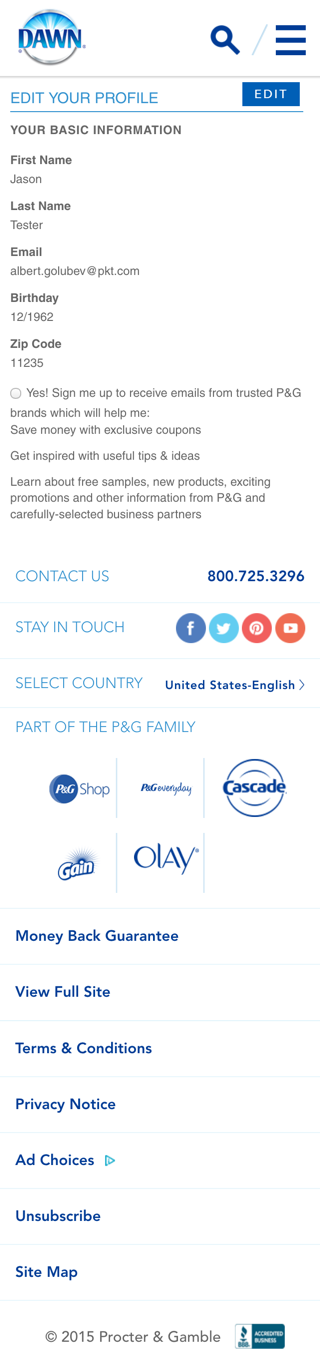 DAWN
EDIT YOUR PROFILE
EDIT
YOUR BASIC INFORMATION
First Name
Jason
Last Name
Tester
Email
albert.golubev@pkt.com
Birthday
12/1962
Zip Code
11235
Yes! Sign me up to receive emails from trusted P&G
brands which will help me:
Save money with exclusive coupons
Get inspired with useful tips & ideas
Learn about free samples, new products, exciting
promotions and other information from P&G and
carefully-selected business partners
CONTACT US 800.725.3296
STAY IN TOUCH
SELECT COUNTRY United States-English >
PART OF THE P&G FAMILY
P&G Shop
P&G everyday
Cascade
Gain
OLAY®
Money Back Guarantee
View Full Site
Terms & Conditions
Privacy Notice
Ad Choices
Unsubscribe
Site Map
© 2015 Procter & Gamble
BBB
ACCREDITED
BUSINESS